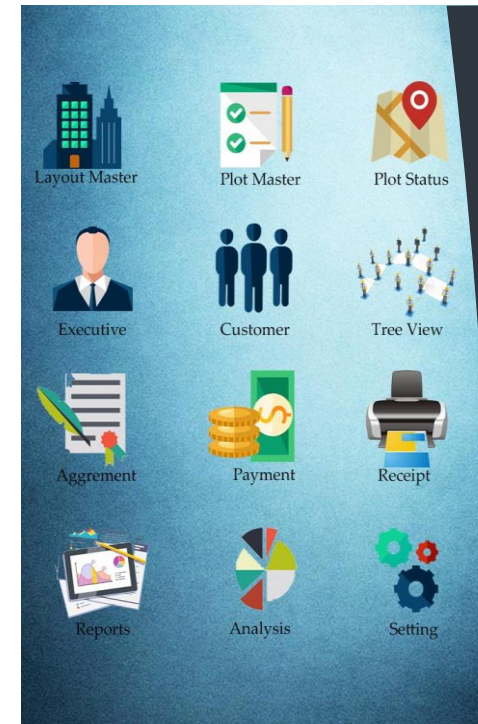 Layout Master
Plot Master
Plot Status
Executive
Customer
Tree View
Aggrement
Payment
Receipt
Reports
Analysis
Setting